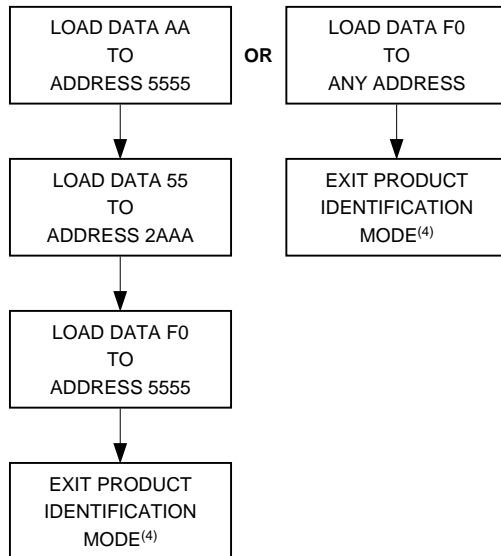 LOAD DATA AA
TO
ADDRESS 5555
LOAD DATA 55
TO
ADDRESS 2AAA
LOAD DATA F0
TO
ADDRESS 5555
EXIT PRODUCT
IDENTIFICATION
MODE(4)
OR
LOAD DATA F0
TO
ANY ADDRESS
EXIT PRODUCT
IDENTIFICATION
MODE(4)